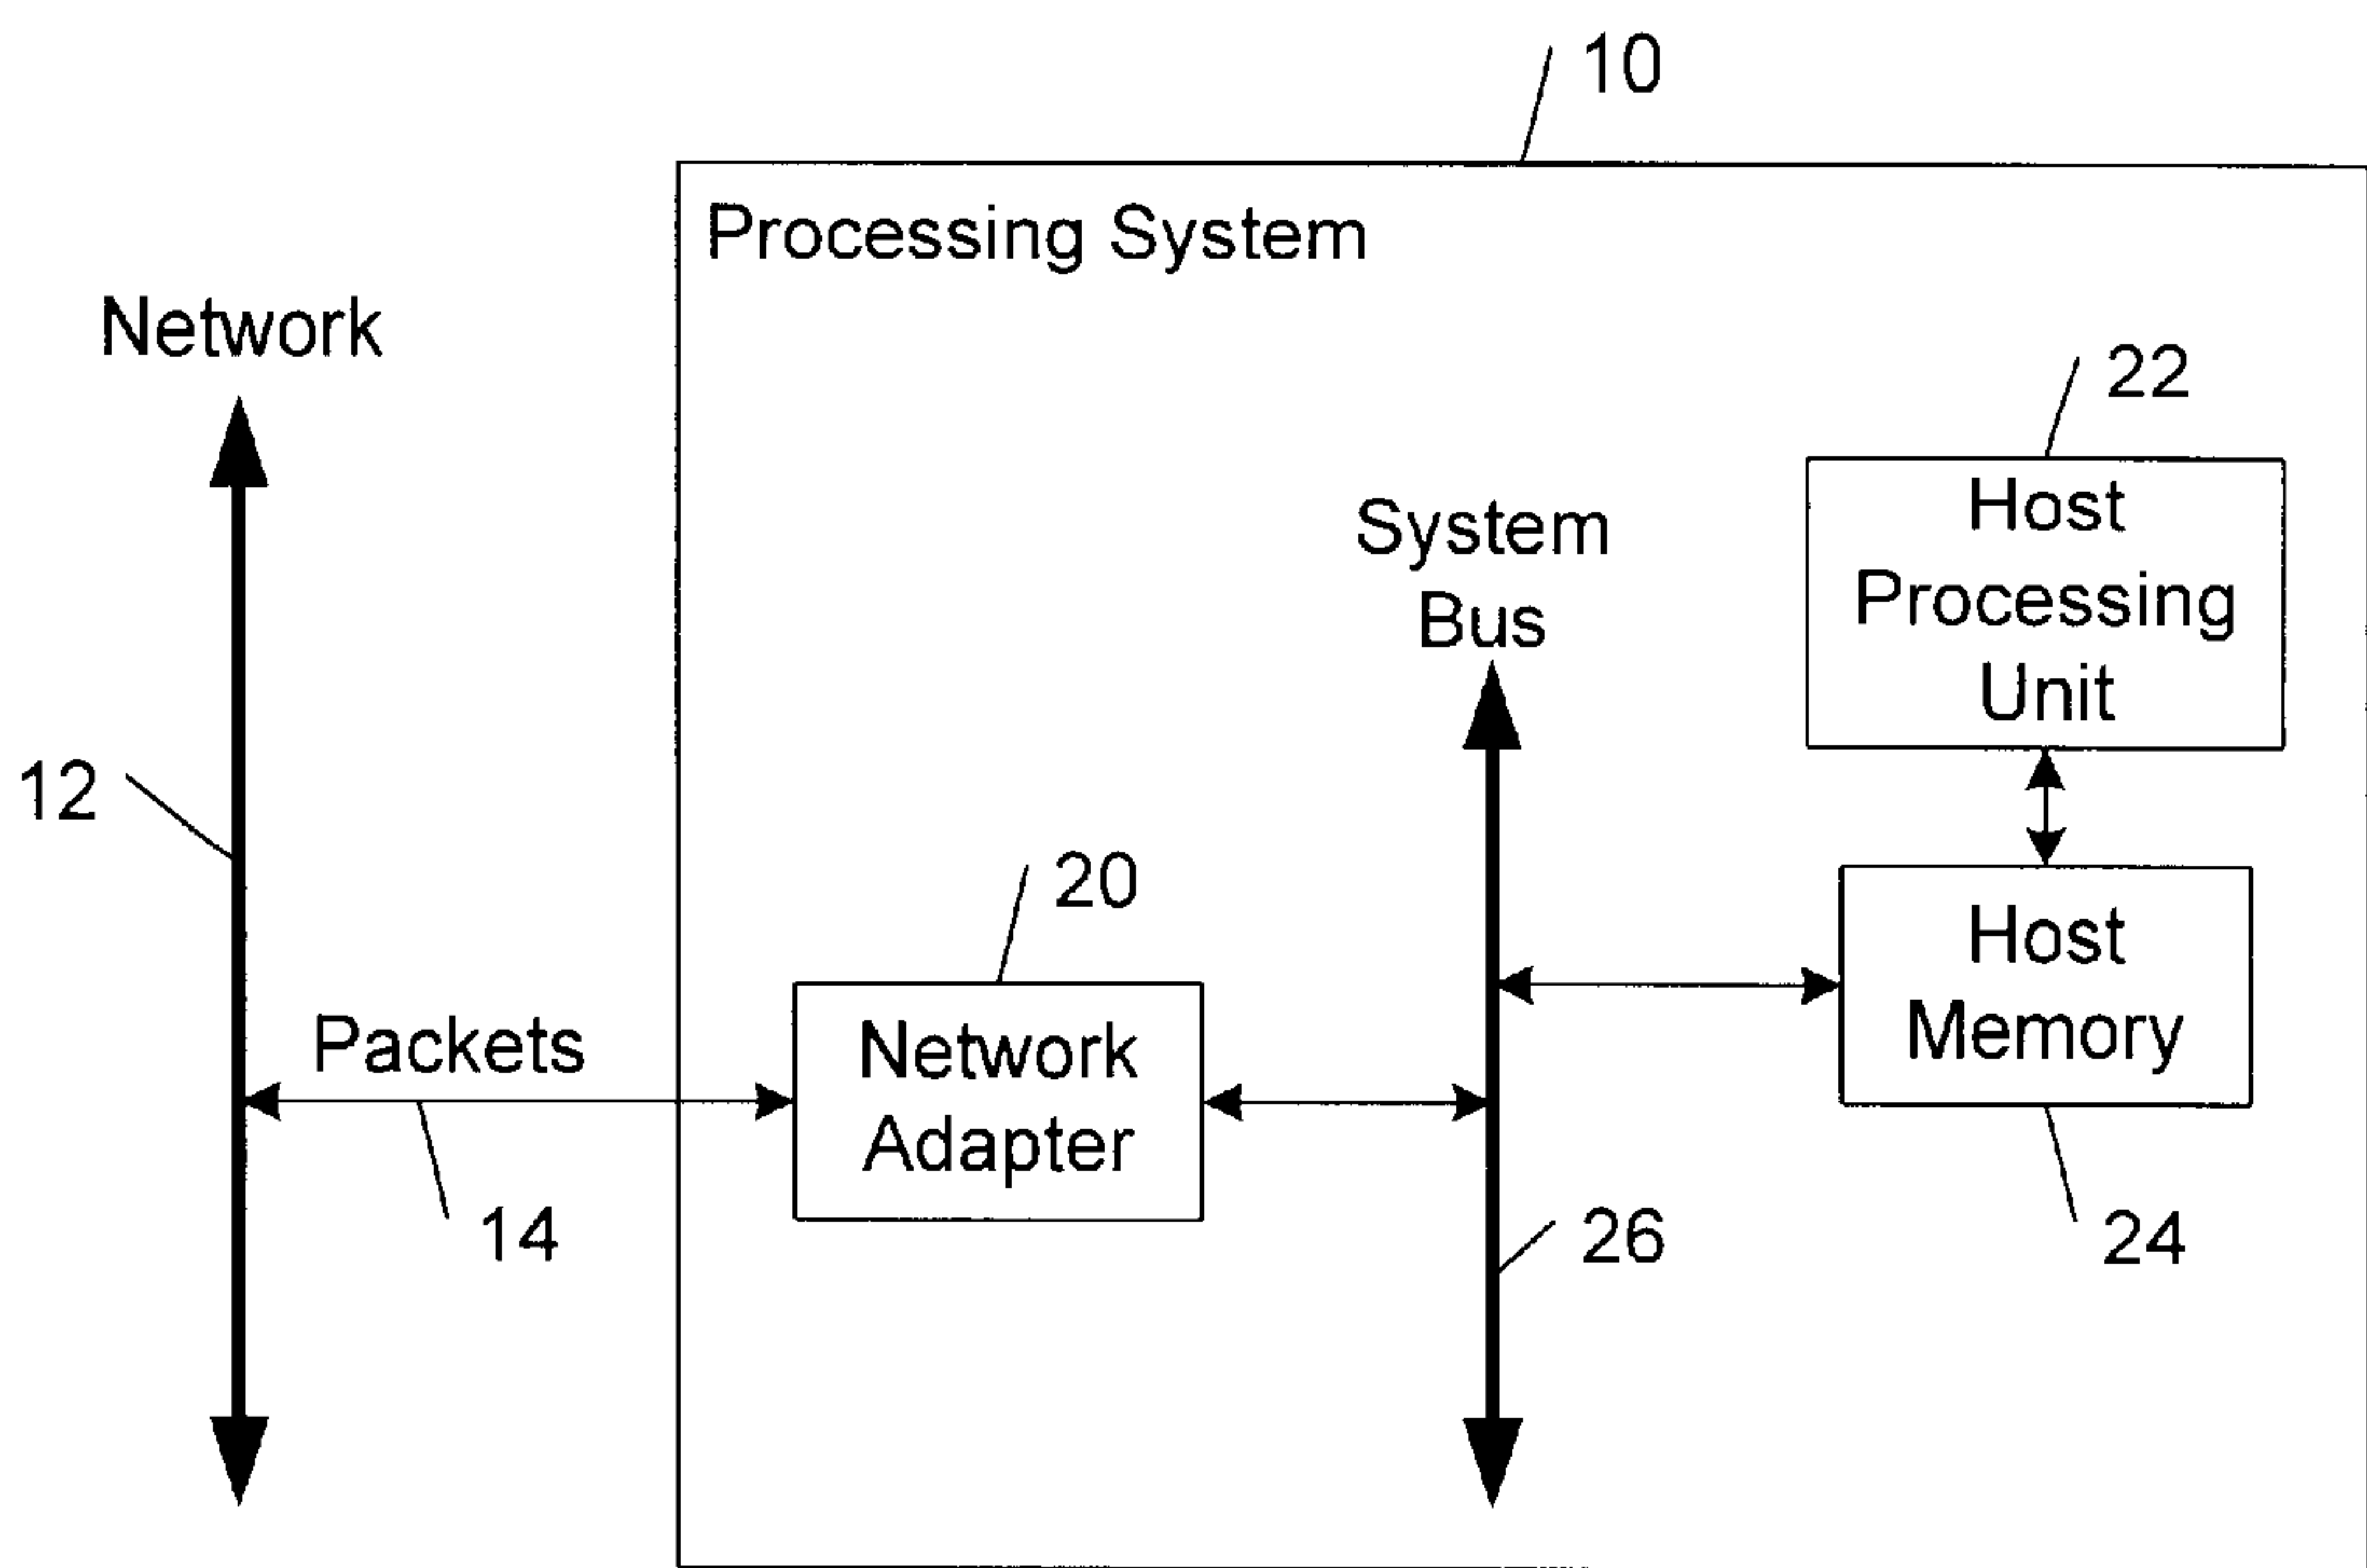 10
Processing System
Network
22
Host
Processing
Unit
System
Bus
12
20
Host
Memory
Packets
Network
Adapter
14
26
24